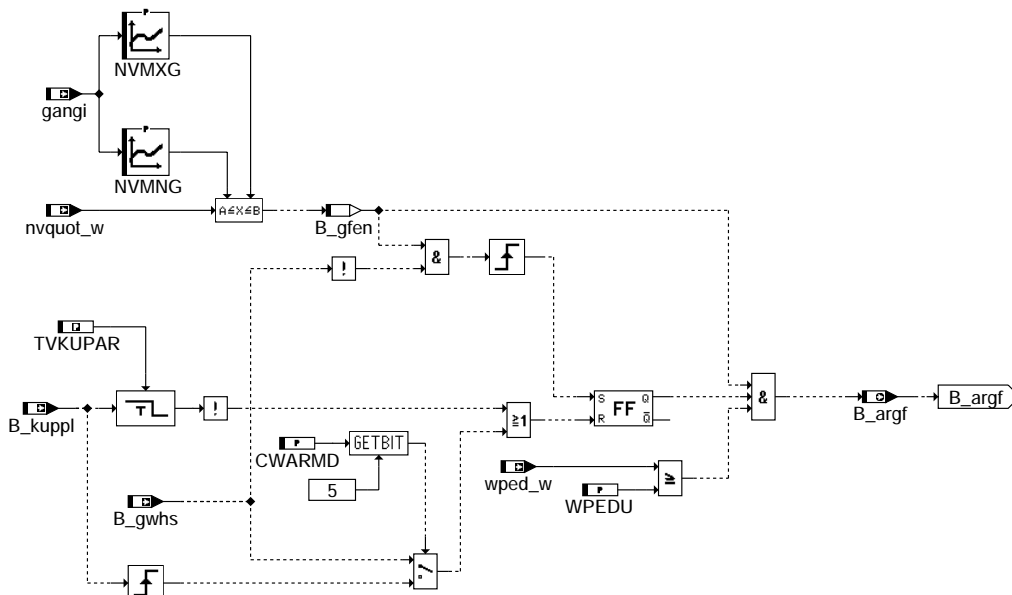 P
NVMXG
gangi
P
NVMNG
nvquot_w
A≤X≤B
B_gfen
&
!
TVKUPAR
B_kuppl
T
!
≥1
S Q
FF
R Q̅
&
B_argf
B_argf
P
CWARMD
GETBIT
5
wped_w
P
WPEDU
≥
B_gwhs